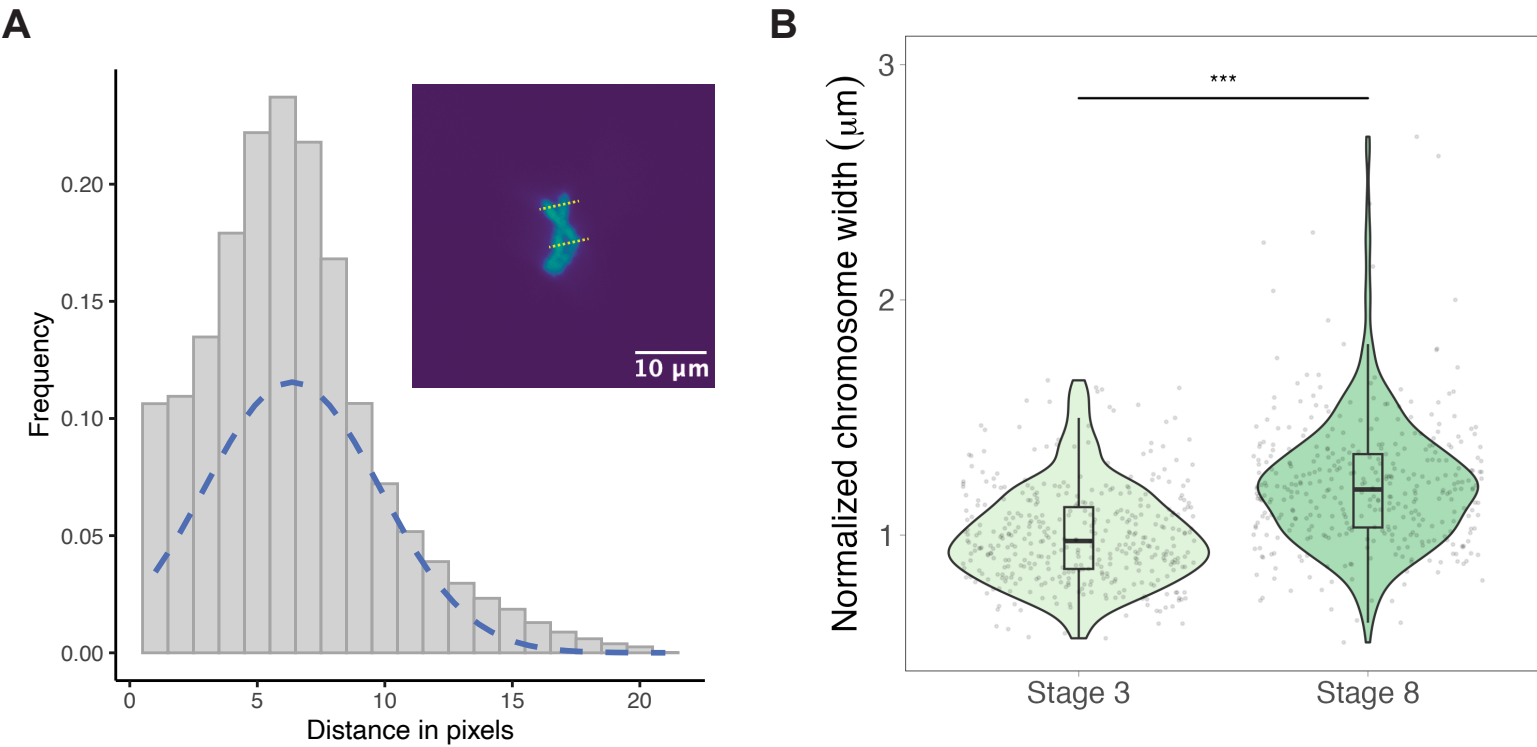 A
Frequency
0.20
0.15
0.10
0.05
0.00
0 5 10 15 20
Distance in pixels
10 µm
B
Normalized chromosome width (µm)
3
2
1
***
Stage 3 Stage 8